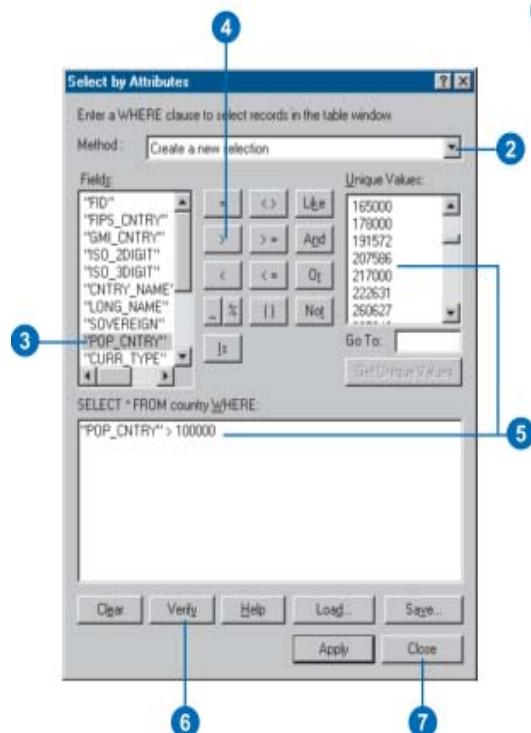 4
Select by Attributes
Enter a WHERE clause to select records in the table window.
Method : Create a new selection
2
Fields:
Unique Values:
"FID"
"FIPS_CNTRY"
"GMI_CNTRY"
"ISO_2DIGIT"
"ISO_3DIGIT"
"CNTRY_NAME"
"LONG_NAME"
"SOVEREIGN"
"POP_CNTRY"
"CURR_TYPE"
3
= < > Like
> > = And
< < = Or
_ % ( ) Not
Is
165000
178000
191572
207586
217000
222631
260627
Go To:
Get Unique Values
5
SELECT * FROM country WHERE:
"POP_CNTRY" > 100000
Clear Verify Help Load... Save...
Apply Close
6
7